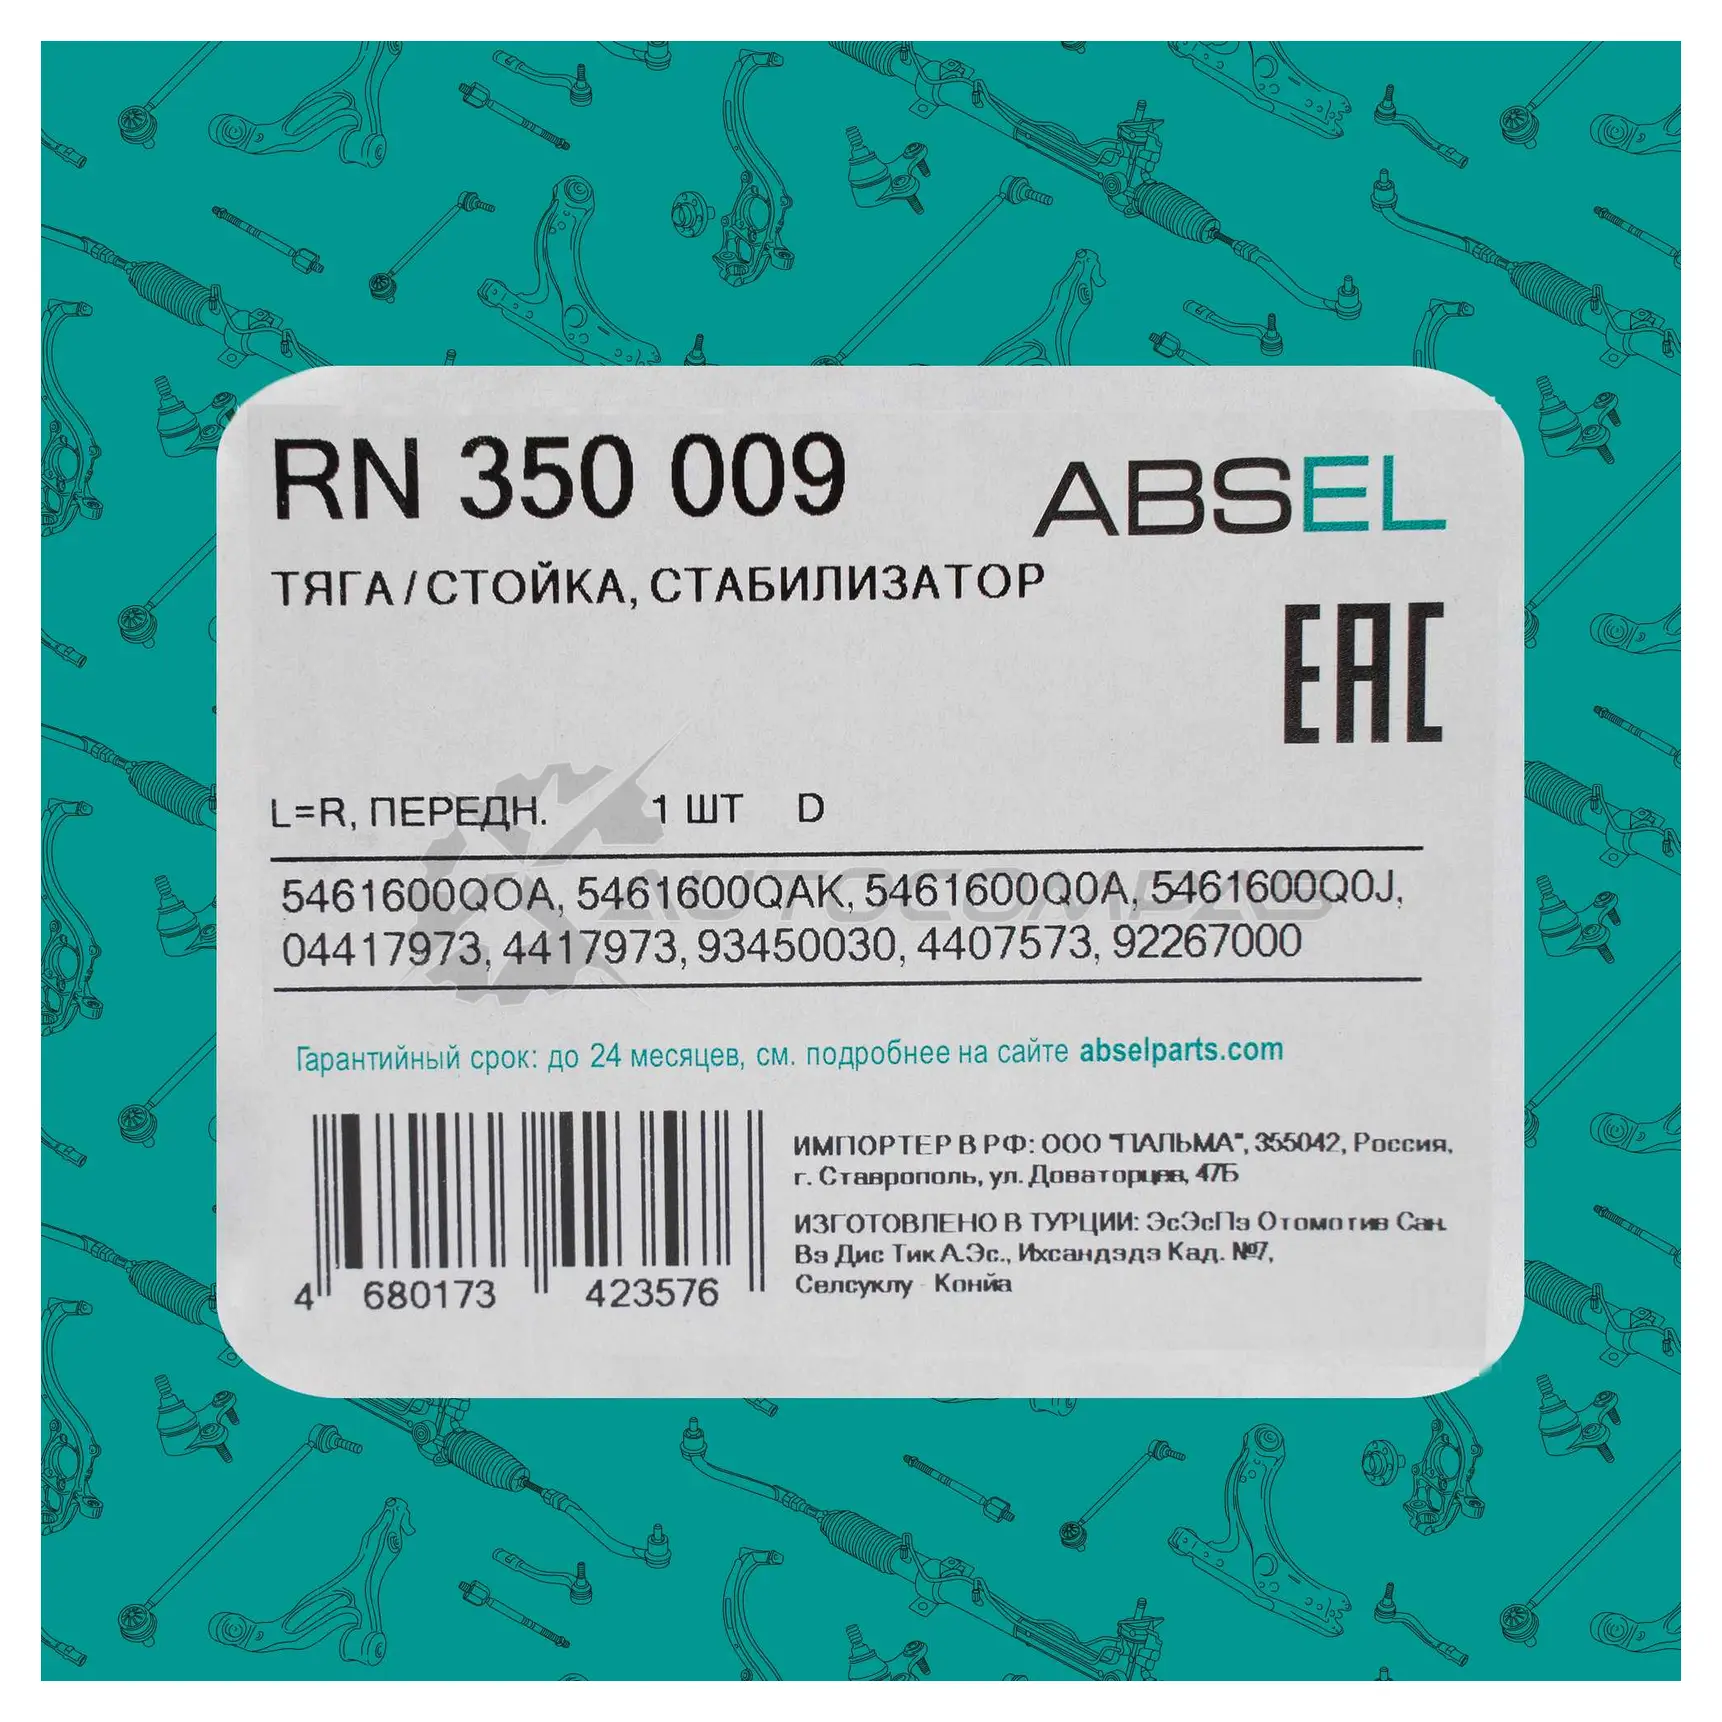 RN 350 009
ABSEL
ТЯГА/СТОЙКА, СТАБИЛИЗАТОР
EAC
L=R, ПЕРЕДН. 1 ШТ D
5461600QOA, 5461600QAK, 5461600Q0A, 5461600Q0J,
04417973, 4417973, 93450030, 4407573, 92267000
AUTOCOMPAS
Гарантийный срок: до 24 месяцев, см. подробнее на сайте abselparts.com
4 680173 423576
ИМПОРТЕР В РФ: ООО "ПАЛЬМА", 355042, Россия,
г. Ставрополь, ул. Доваторцев, 47Б
ИЗГОТОВЛЕНО В ТУРЦИИ: ЭсЭсПэ Отомотив Сан.
Вэ Дис Тик А.Эс., Ихсандэдэ Кад. №7,
Селсуклу - Конйа